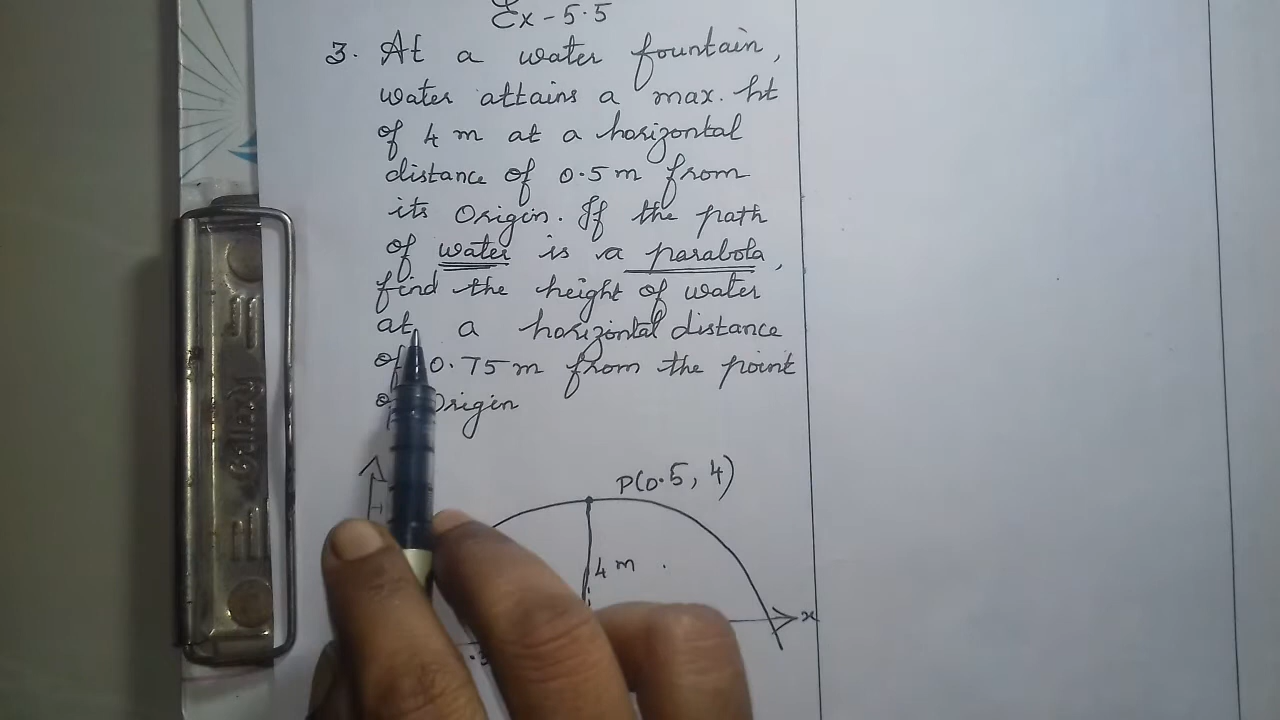 Ex - 5.5
3. At a water fountain,
water attains a max. ht
of 4 m at a horizontal
distance of 0.5 m from
its Origin. If the path
of water is a parabola,
find the height of water
at a horizontal distance
of 0.75 m from the point
Origin
P(0.5, 4)
4 m
x